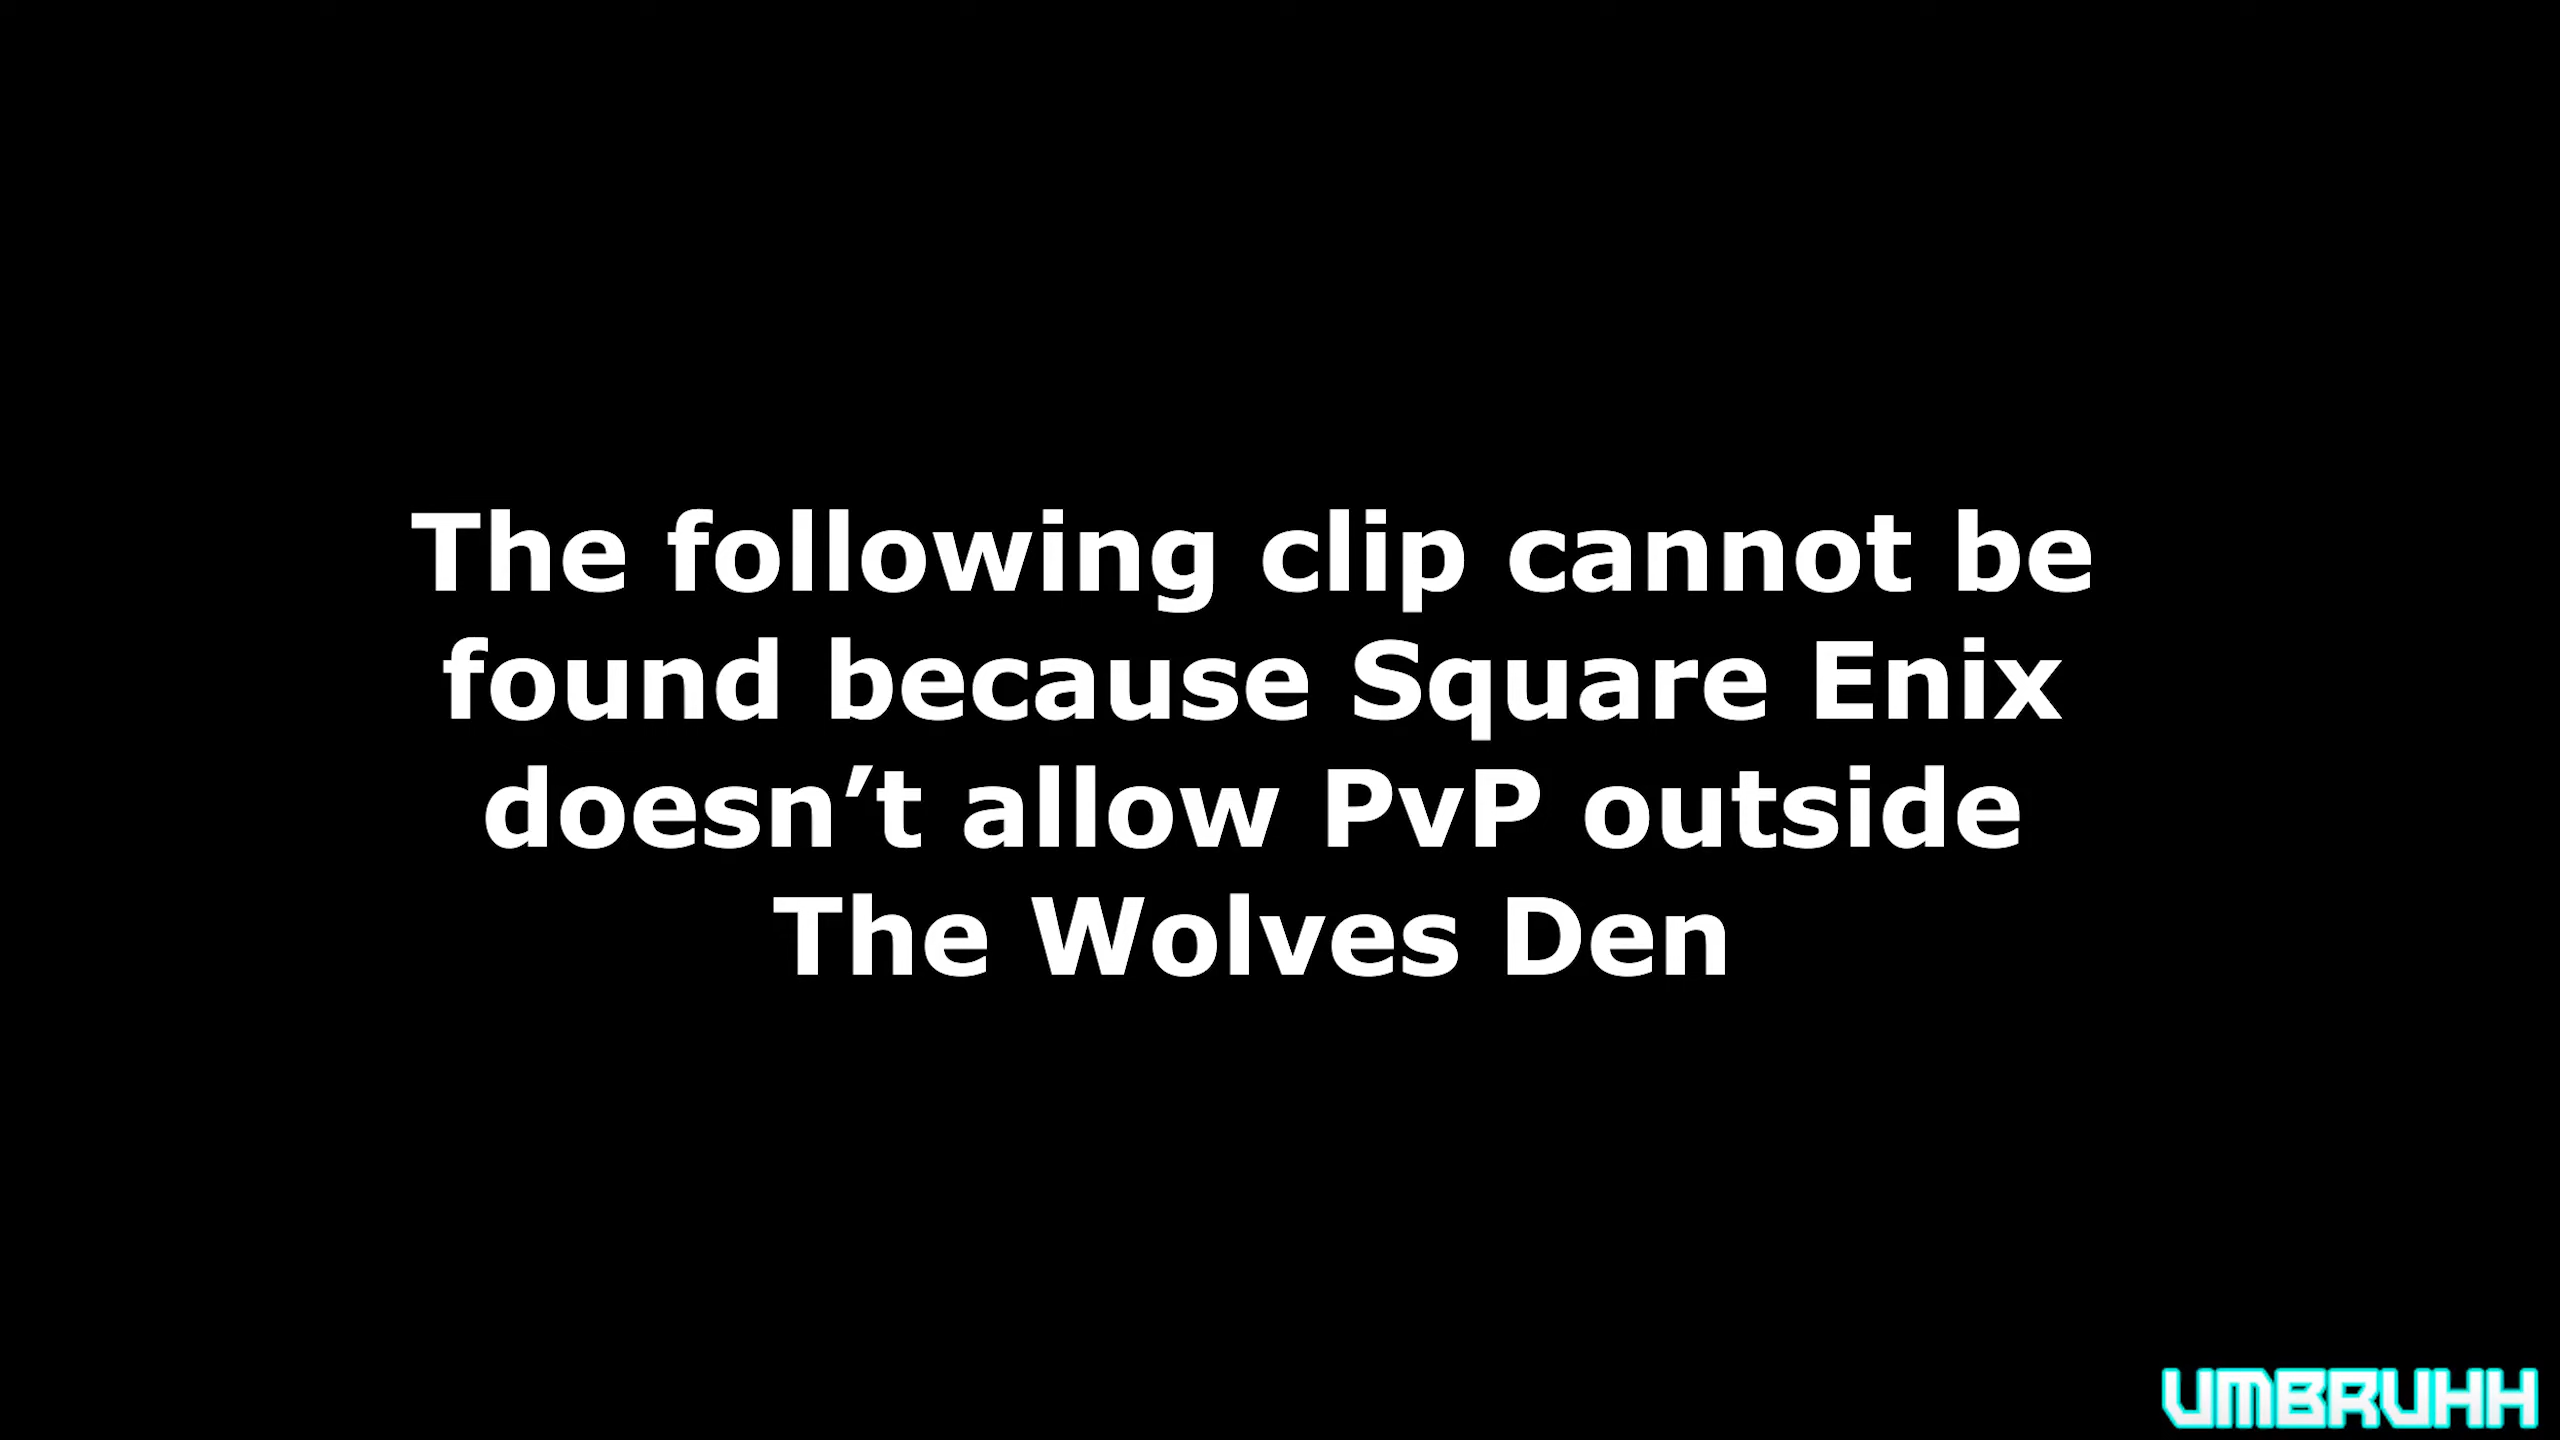 The following clip cannot be
found because Square Enix
doesn’t allow PvP outside
The Wolves Den
UMBRUHH